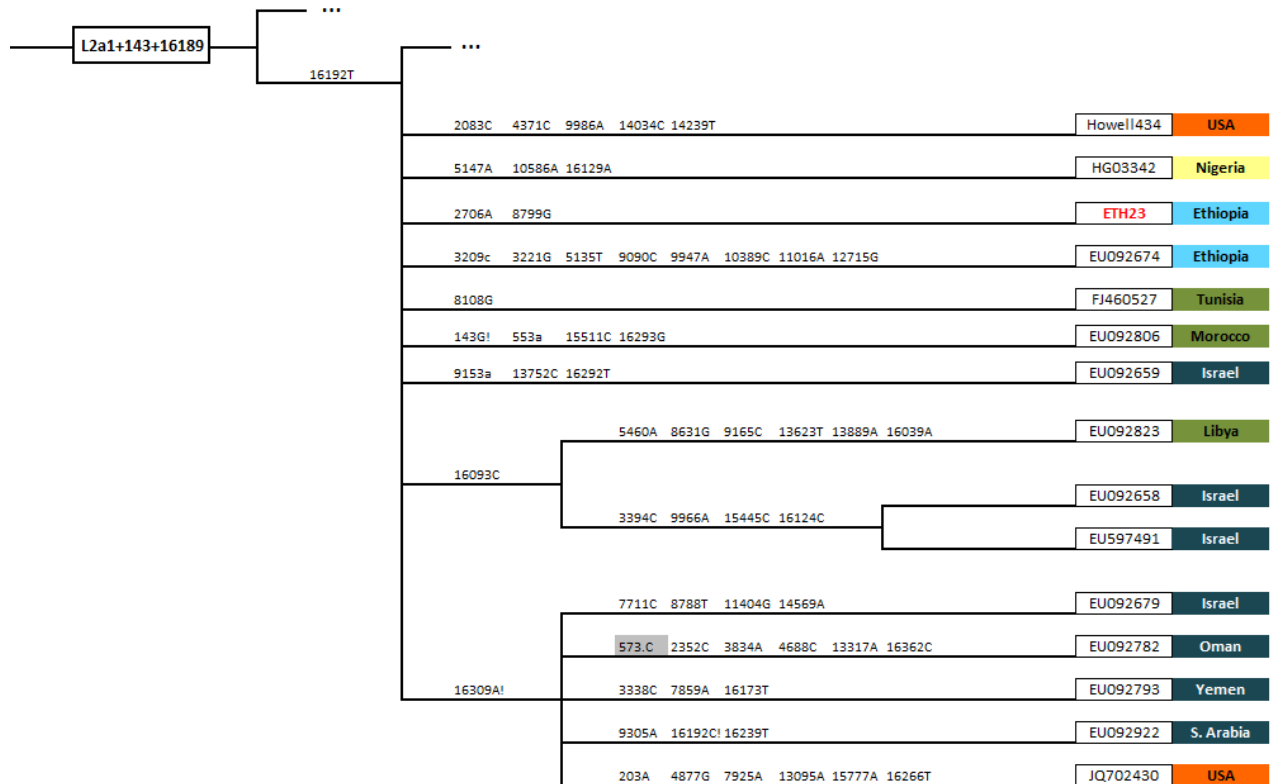 ...
L2a1+143+16189
...
16192T
2083C 4371C 9986A 14034C 14239T Howell434 USA
5147A 10586A 16129A HG03342 Nigeria
2706A 8799G ETH23 Ethiopia
3209c 3221G 5135T 9090C 9947A 10389C 11016A 12715G EU092674 Ethiopia
8108G FJ460527 Tunisia
143G! 553a 15511C 16293G EU092806 Morocco
9153a 13752C 16292T EU092659 Israel
5460A 8631G 9165C 13623T 13889A 16039A EU092823 Libya
16093C
EU092658 Israel
3394C 9966A 15445C 16124C
EU597491 Israel
7711C 8788T 11404G 14569A EU092679 Israel
573.C 2352C 3834A 4688C 13317A 16362C EU092782 Oman
16309A! 3338C 7859A 16173T EU092793 Yemen
9305A 16192C! 16239T EU092922 S. Arabia
203A 4877G 7925A 13095A 15777A 16266T JQ702430 USA